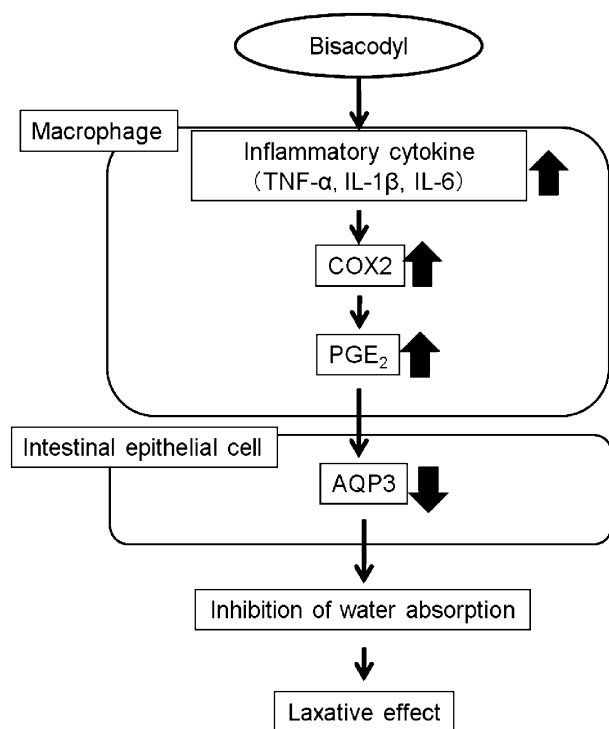 Bisacodyl
Macrophage
Inflammatory cytokine
(TNF-α, IL-1β, IL-6)
COX2
PGE₂
Intestinal epithelial cell
AQP3
Inhibition of water absorption
Laxative effect